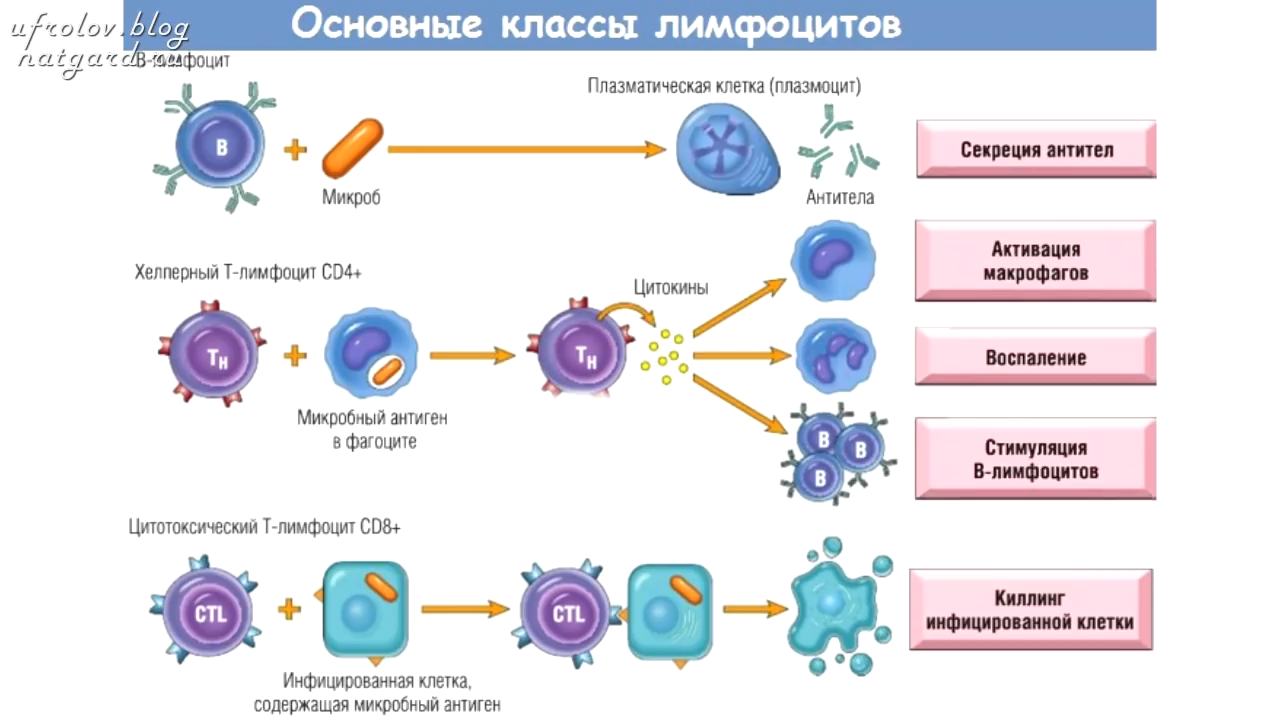 Основные классы лимфоцитов
ufrolov.blog
natgard.ru
В-лимфоцит
Плазматическая клетка (плазмоцит)
B
+
Микроб
Антитела
Секреция антител
Хелперный Т-лимфоцит CD4+
Цитокины
TH
+
TH
Микробный антиген
в фагоците
Активация
макрофагов
Воспаление
B
B
B
Стимуляция
В-лимфоцитов
Цитотоксический Т-лимфоцит CD8+
CTL
+
CTL
Инфицированная клетка,
содержащая микробный антиген
Киллинг
инфицированной клетки